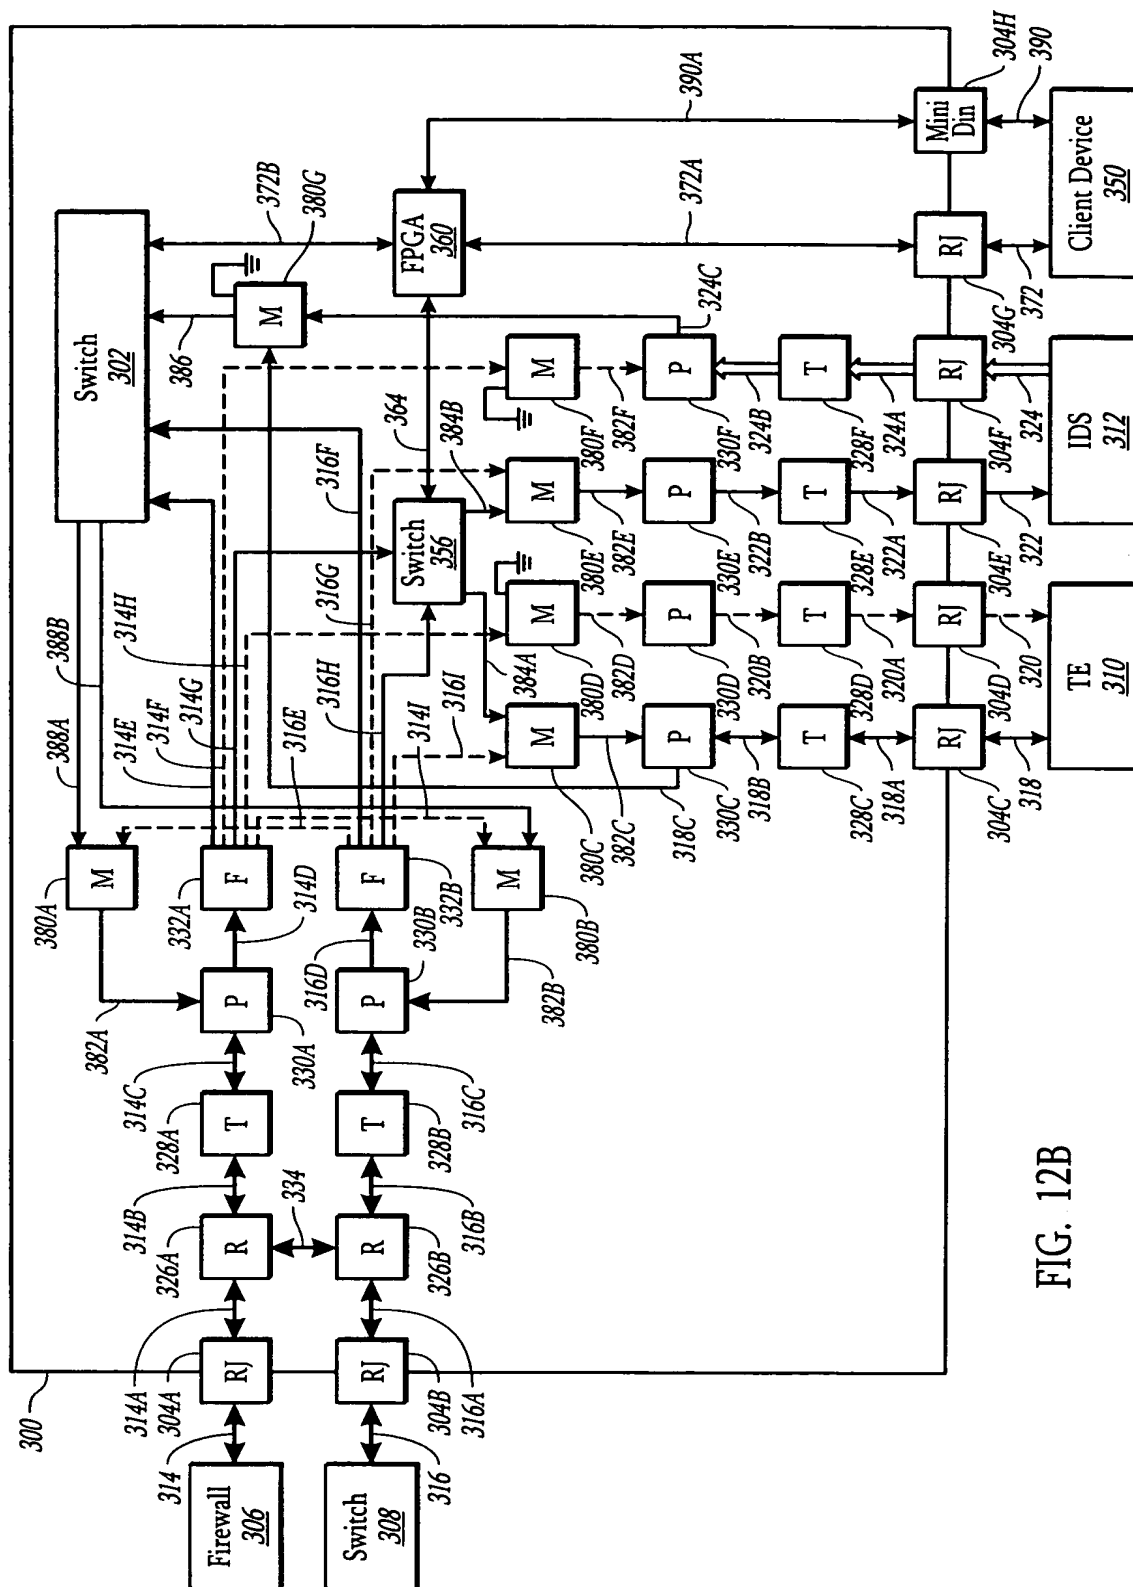 300
Firewall
306
314
304A
RJ
314A
326A
R
314B
328A
T
314C
330A
P
382A
314D
332A
F
380A
M
388A
388B
314E
314F
314G
314H
316E
316F
316G
316H
316I
314I
Switch
308
316
304B
RJ
316A
334
326B
R
316B
328B
T
316C
330B
P
316D
332B
F
382B
380B
M
Switch
302
386
372B
380G
M
FPGA
360
364
390A
372A
Switch
356
384A
384B
380C
M
382C
318C
330C
P
318B
328C
T
318A
304C
RJ
318
380D
M
382D
330D
P
320B
328D
T
320A
304D
RJ
320
TE
310
380E
M
382E
330E
P
322B
328E
T
322A
304E
RJ
322
380F
M
382F
330F
P
324C
324B
328F
T
324A
304F
RJ
324
IDS
312
304G
RJ
372
Mini
Din
304H
390
Client Device
350
FIG. 12B